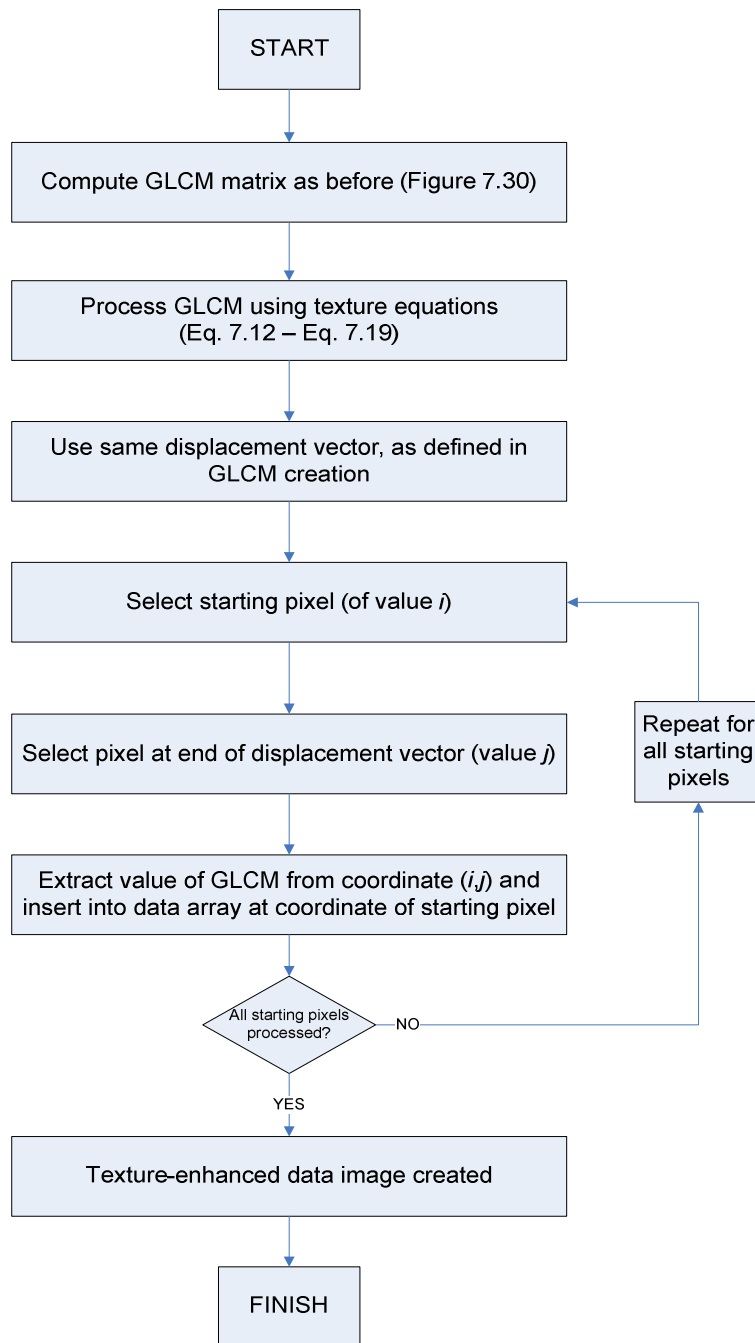 START
Compute GLCM matrix as before (Figure 7.30)
Process GLCM using texture equations
(Eq. 7.12 – Eq. 7.19)
Use same displacement vector, as defined in
GLCM creation
Select starting pixel (of value i)
Select pixel at end of displacement vector (value j)
Repeat for
all starting
pixels
Extract value of GLCM from coordinate (i,j) and
insert into data array at coordinate of starting pixel
All starting pixels
processed?
NO
YES
Texture-enhanced data image created
FINISH